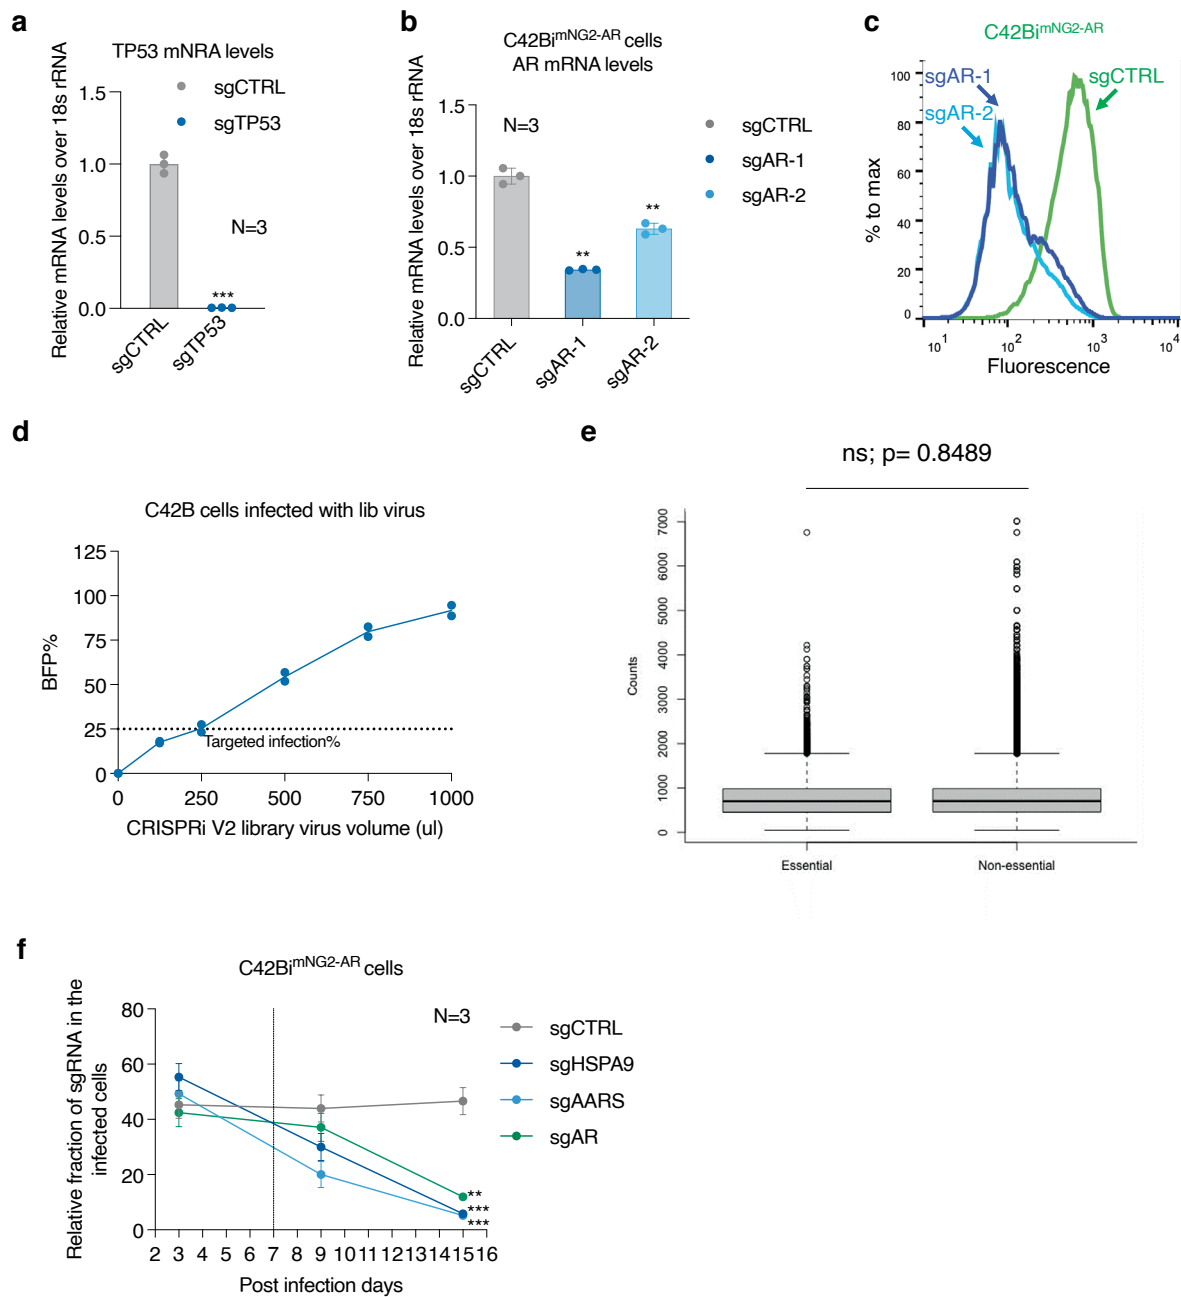 a
TP53 mNRA levels
sgCTRL
sgTP53
Relative mRNA levels over 18s rRNA
1.5
1.0
0.5
0.0
N=3
***
sgCTRL
sgTP53
b
C42Bi^mNG2-AR cells
AR mRNA levels
Relative mRNA levels over 18s rRNA
1.5
1.0
0.5
0.0
N=3
**
**
sgCTRL
sgAR-1
sgAR-2
sgCTRL
sgAR-1
sgAR-2
c
C42Bi^mNG2-AR
sgAR-1
sgAR-2
sgCTRL
% to max
100
80
60
40
20
0
10^1
10^2
10^3
10^4
Fluorescence
d
C42B cells infected with lib virus
BFP%
125
100
75
50
25
0
Targeted infection%
0 250 500 750 1000
CRISPRi V2 library virus volume (ul)
e
ns; p= 0.8489
Counts
7000
6000
5000
4000
3000
2000
1000
0
Essential
Non-essential
f
C42Bi^mNG2-AR cells
Relative fraction of sgRNA in the
infected cells
80
60
40
20
0
N=3
sgCTRL
sgHSPA9
sgAARS
sgAR
**
***
***
2 3 4 5 6 7 8 9 10 11 12 13 14 15 16
Post infection days